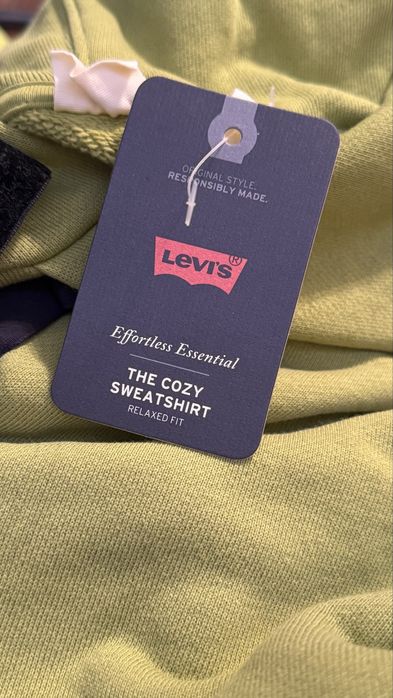 ORIGINAL STYLE.
RESPONSIBLY MADE.
Levi's®
Effortless Essential
THE COZY
SWEATSHIRT
RELAXED FIT